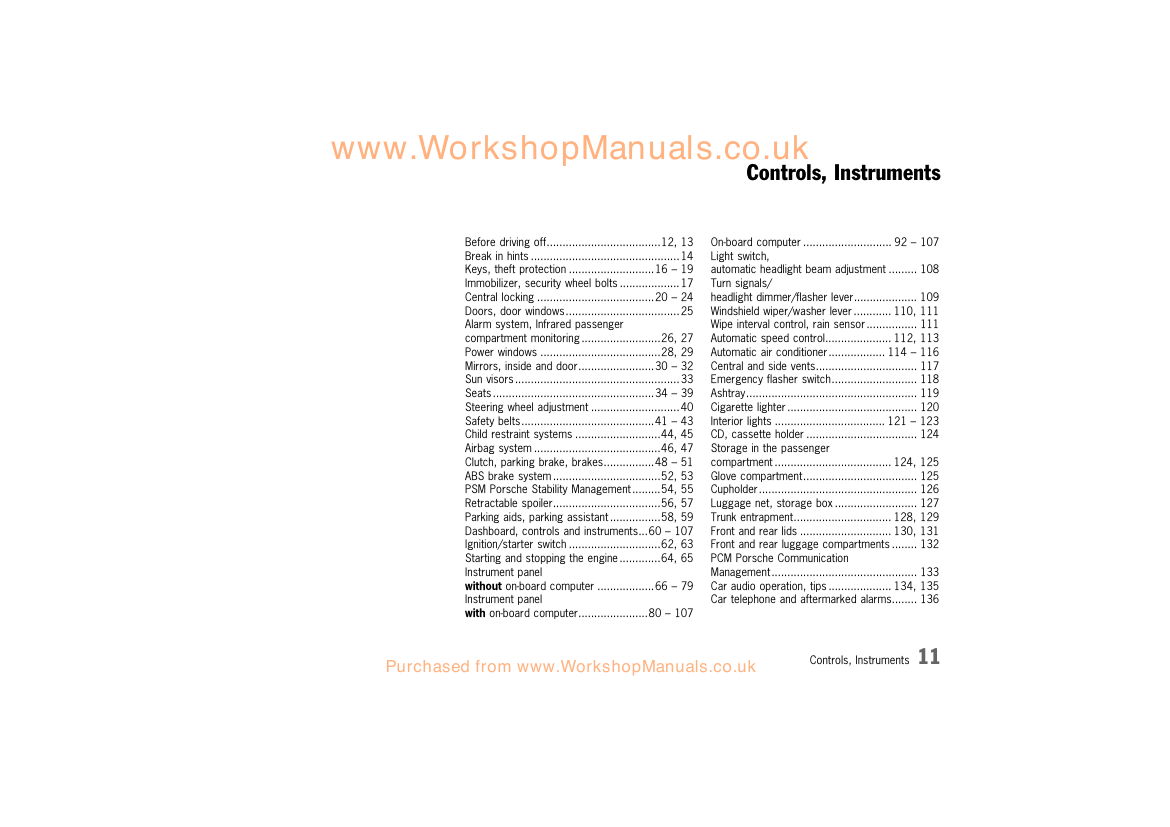 www.WorkshopManuals.co.uk
Controls, Instruments
Before driving off....................................12, 13
Break in hints ...............................................14
Keys, theft protection ...........................16 – 19
Immobilizer, security wheel bolts ...................17
Central locking .....................................20 – 24
Doors, door windows....................................25
Alarm system, Infrared passenger
compartment monitoring .........................26, 27
Power windows ......................................28, 29
Mirrors, inside and door........................30 – 32
Sun visors ....................................................33
Seats ...................................................34 – 39
Steering wheel adjustment ............................40
Safety belts ..........................................41 – 43
Child restraint systems ...........................44, 45
Airbag system ........................................46, 47
Clutch, parking brake, brakes................48 – 51
ABS brake system ..................................52, 53
PSM Porsche Stability Management.........54, 55
Retractable spoiler..................................56, 57
Parking aids, parking assistant ................58, 59
Dashboard, controls and instruments...60 – 107
Ignition/starter switch .............................62, 63
Starting and stopping the engine .............64, 65
Instrument panel
without on-board computer ..................66 – 79
Instrument panel
with on-board computer......................80 – 107
On-board computer ............................ 92 – 107
Light switch,
automatic headlight beam adjustment ......... 108
Turn signals/
headlight dimmer/flasher lever.................... 109
Windshield wiper/washer lever ............ 110, 111
Wipe interval control, rain sensor ................ 111
Automatic speed control..................... 112, 113
Automatic air conditioner .................. 114 – 116
Central and side vents................................ 117
Emergency flasher switch........................... 118
Ashtray...................................................... 119
Cigarette lighter ......................................... 120
Interior lights ................................... 121 – 123
CD, cassette holder ................................... 124
Storage in the passenger
compartment ..................................... 124, 125
Glove compartment.................................... 125
Cupholder .................................................. 126
Luggage net, storage box .......................... 127
Trunk entrapment............................... 128, 129
Front and rear lids ............................. 130, 131
Front and rear luggage compartments ........ 132
PCM Porsche Communication
Management .............................................. 133
Car audio operation, tips .................... 134, 135
Car telephone and aftermarked alarms........ 136
Controls, Instruments 11
Purchased from www.WorkshopManuals.co.uk